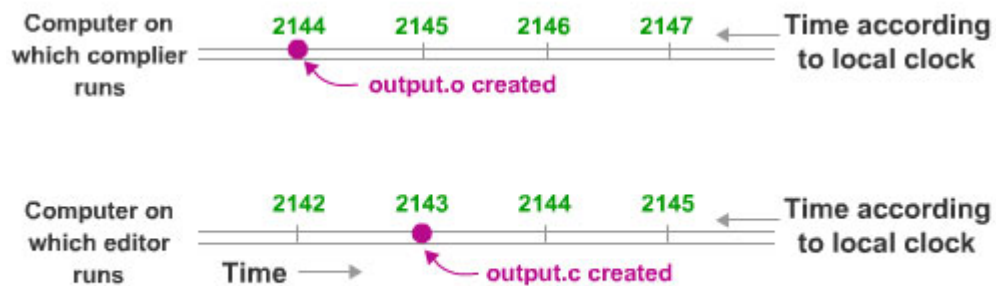 Computer on
which complier
runs
2144 2145 2146 2147
Time according
to local clock
output.o created
Computer on
which editor
runs
2142 2143 2144 2145
Time according
to local clock
Time
output.c created